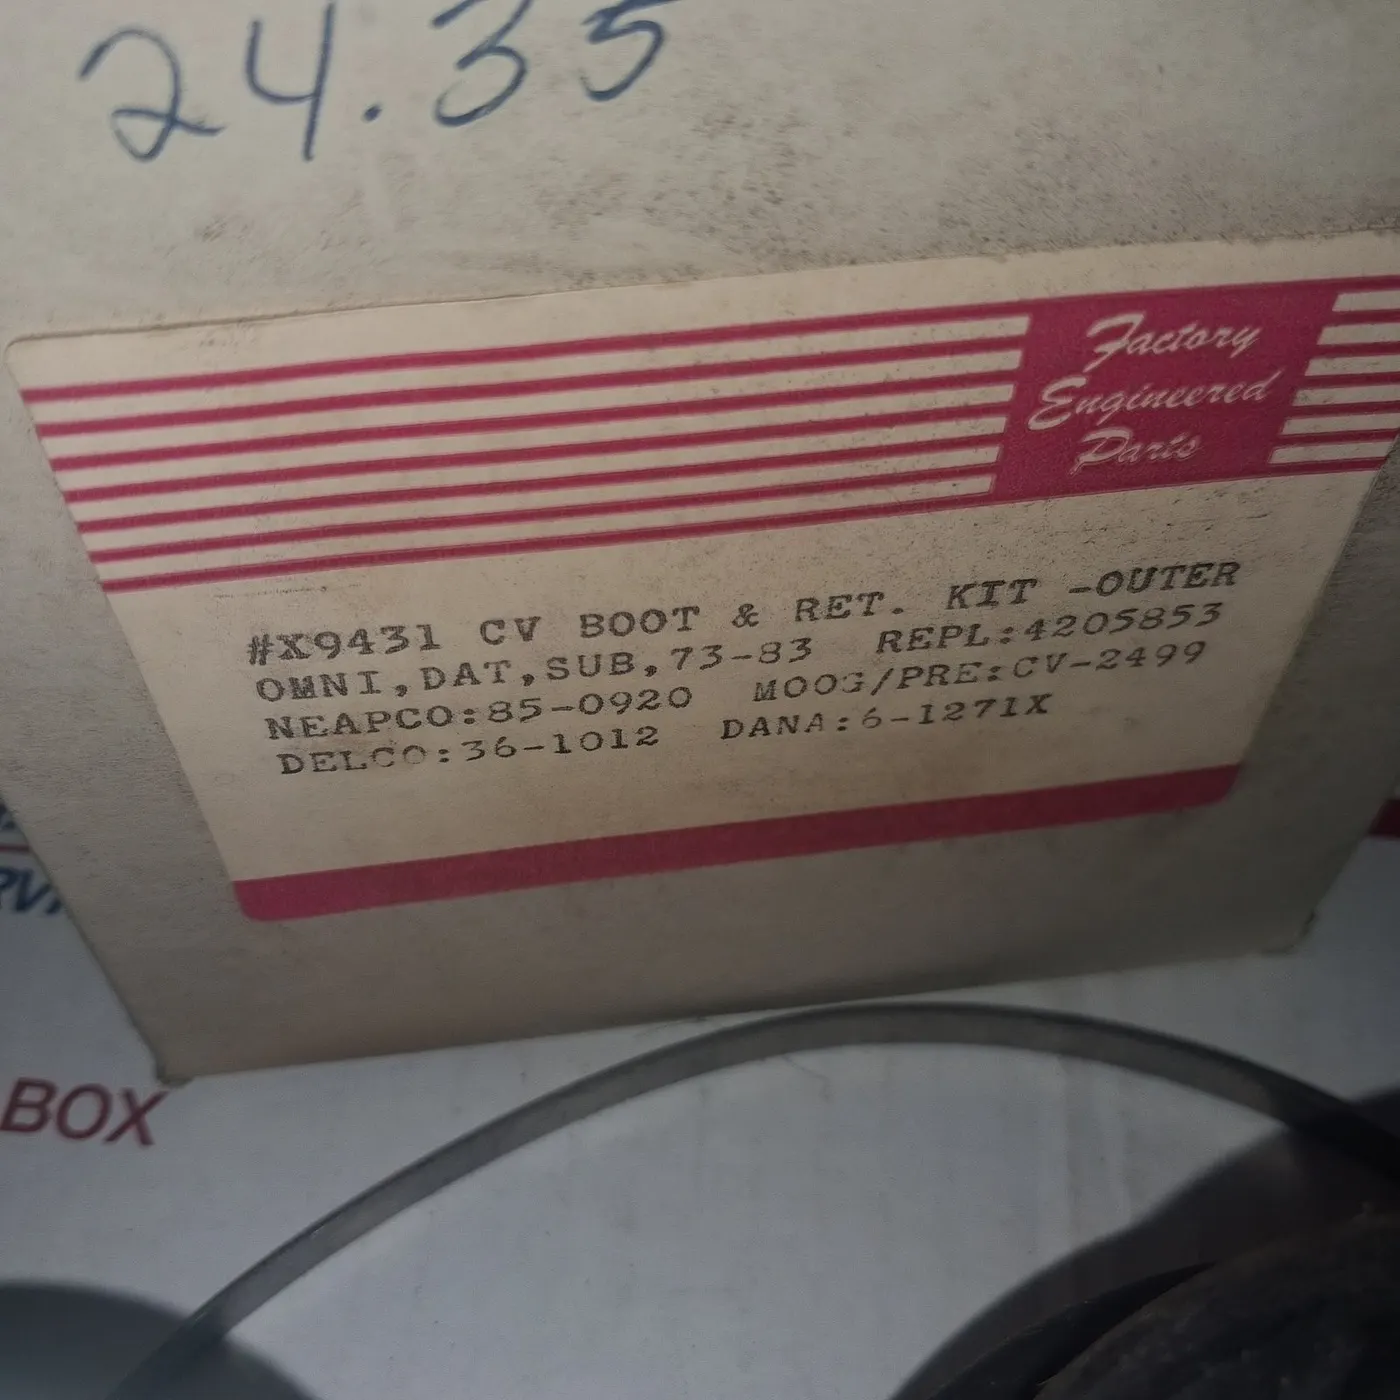 24.35
Factory
Engineered
Parts
#X9431 CV BOOT & RET. KIT -OUTER
OMNI,DAT,SUB,73-83 REPL:4205853
NEAPCO:85-0920 MOOG/PRE:CV-2499
DELCO:36-1012 DANA:6-1271X
BOX